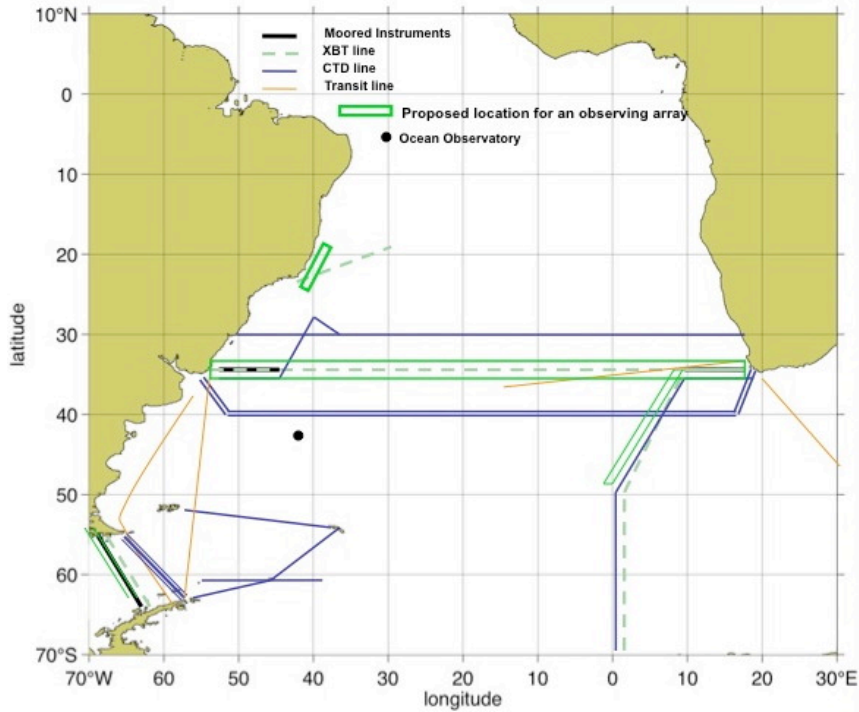 10°N
0
10
20
30
40
50
60
70°S
latitude
Moored Instruments
XBT line
CTD line
Transit line
Proposed location for an observing array
Ocean Observatory
70°W 60 50 40 30 20 10 0 10 20 30°E
longitude